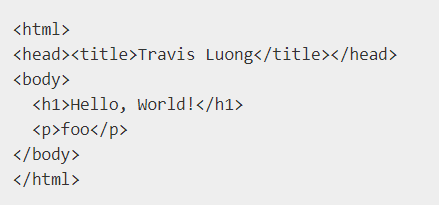 <html>
<head><title>Travis Luong</title></head>
<body>
  <h1>Hello, World!</h1>
  <p>foo</p>
</body>
</html>